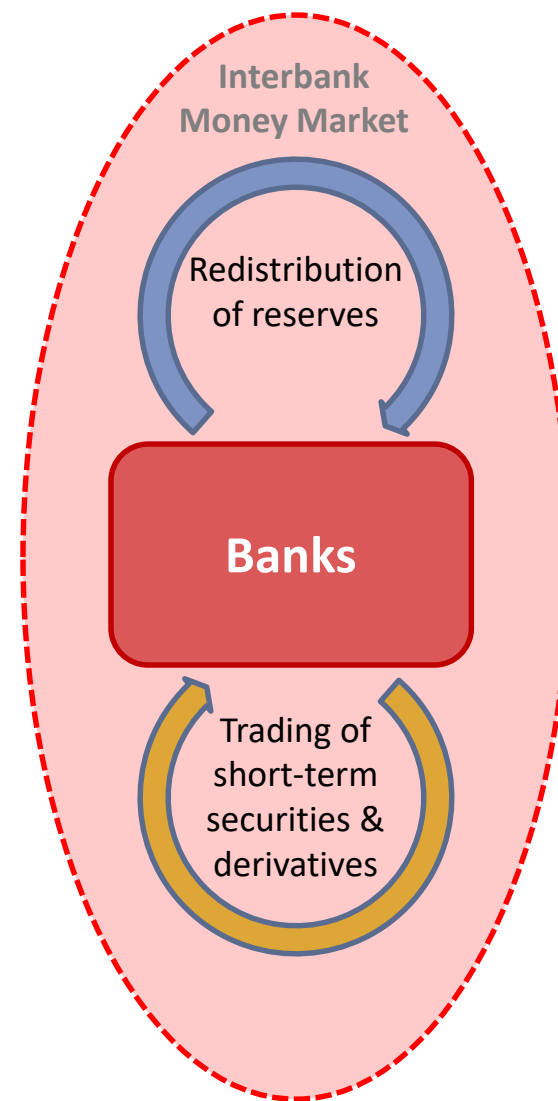 Interbank
Money Market
Redistribution
of reserves
Banks
Trading of
short-term
securities &
derivatives